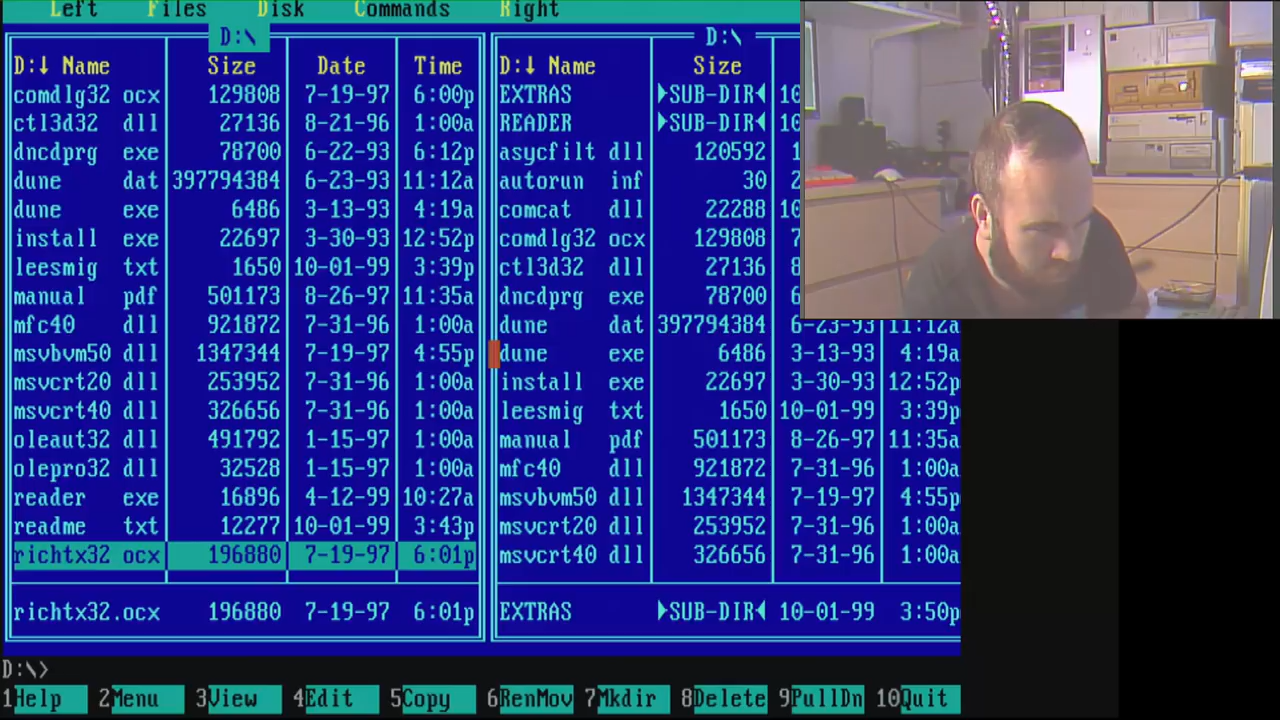 Left Files Disk Commands Right
D:\ D:\
D:↓ Name Size Date Time D:↓ Name Size
comdlg32 ocx 129808 7-19-97 6:00p EXTRAS ►SUB-DIR◄ 10
ctl3d32 dll 27136 8-21-96 1:00a READER ►SUB-DIR◄ 10
dncdprg exe 78700 6-22-93 6:12p asycfilt dll 120592 1
dune dat 397794384 6-23-93 11:12a autorun inf 30 2
dune exe 6486 3-13-93 4:19a comcat dll 22288 10
install exe 22697 3-30-93 12:52p comdlg32 ocx 129808 7
leesmig txt 1650 10-01-99 3:39p ctl3d32 dll 27136 8
manual pdf 501173 8-26-97 11:35a dncdprg exe 78700 6
mfc40 dll 921872 7-31-96 1:00a dune dat 397794384 6-23-93 11:12a
msvbvm50 dll 1347344 7-19-97 4:55p dune exe 6486 3-13-93 4:19a
msvcrt20 dll 253952 7-31-96 1:00a install exe 22697 3-30-93 12:52p
msvcrt40 dll 326656 7-31-96 1:00a leesmig txt 1650 10-01-99 3:39p
oleaut32 dll 491792 1-15-97 1:00a manual pdf 501173 8-26-97 11:35a
olepro32 dll 32528 1-15-97 1:00a mfc40 dll 921872 7-31-96 1:00a
reader exe 16896 4-12-99 10:27a msvbvm50 dll 1347344 7-19-97 4:55p
readme txt 12277 10-01-99 3:43p msvcrt20 dll 253952 7-31-96 1:00a
richtx32 ocx 196880 7-19-97 6:01p msvcrt40 dll 326656 7-31-96 1:00a
richtx32.ocx 196880 7-19-97 6:01p EXTRAS ►SUB-DIR◄ 10-01-99 3:50p
D:\>
1Help 2Menu 3View 4Edit 5Copy 6RenMov 7Mkdir 8Delete 9PullDn 10Quit